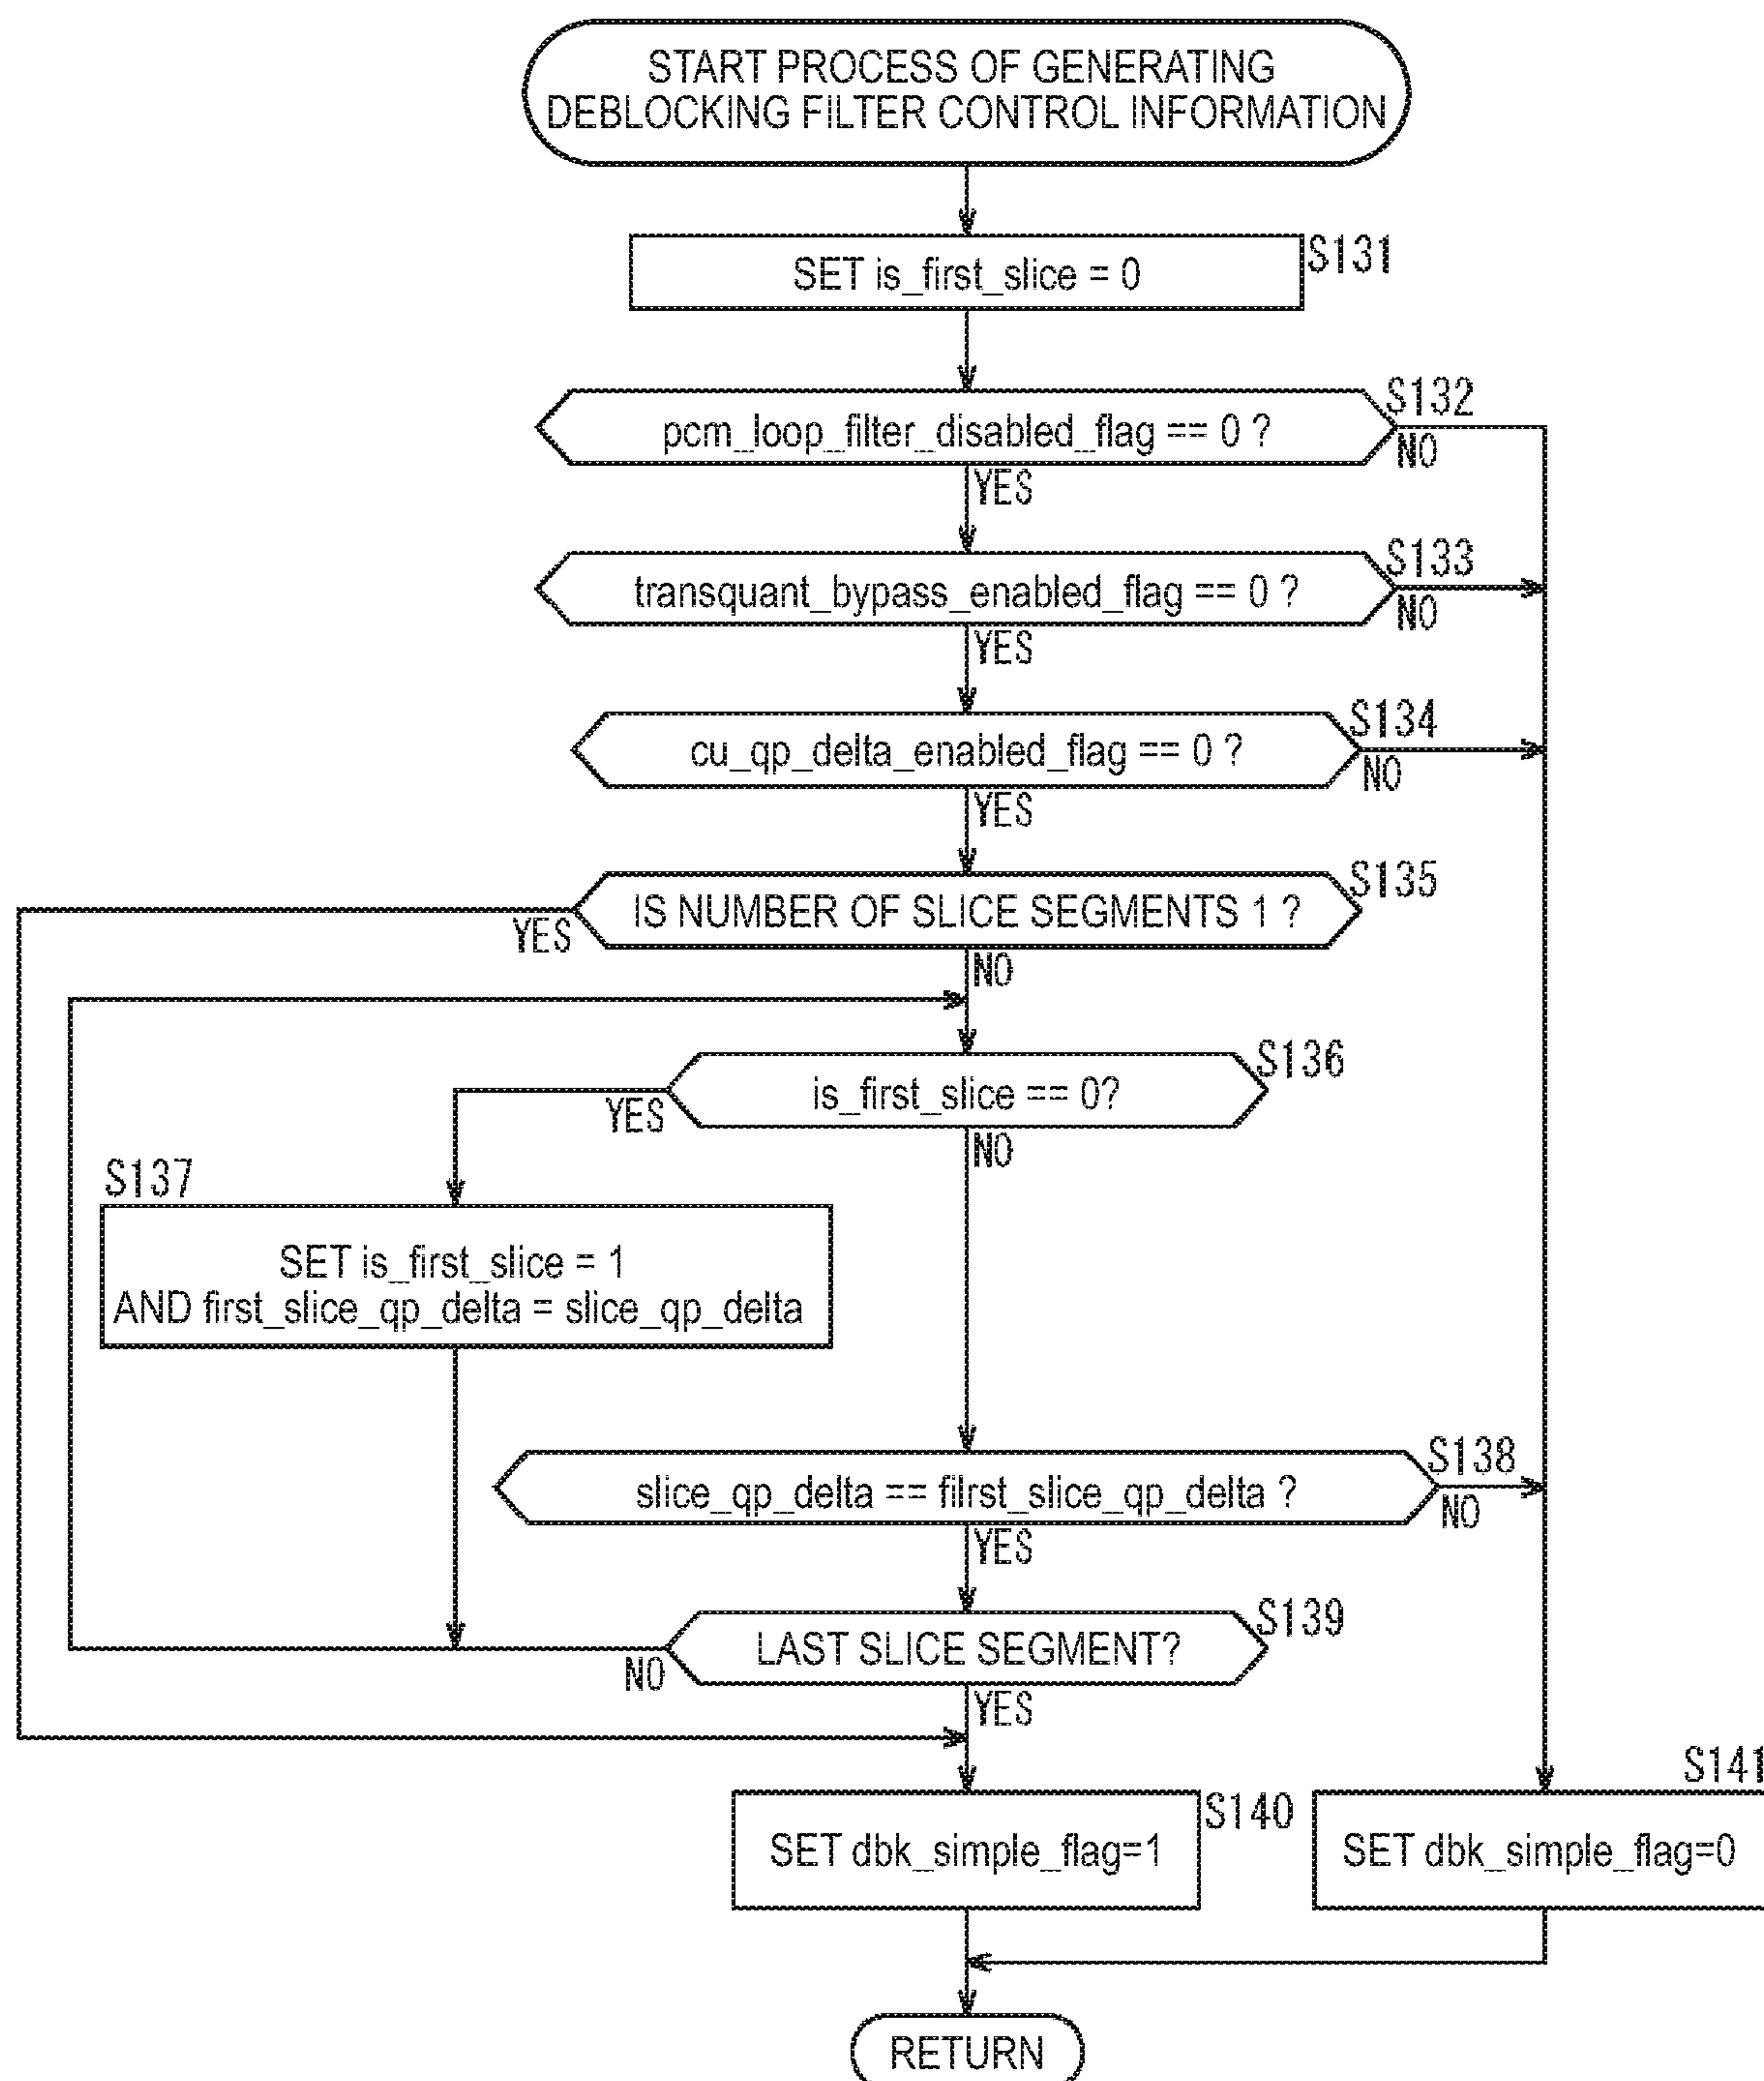 START PROCESS OF GENERATING
DEBLOCKING FILTER CONTROL INFORMATION
SET is_first_slice = 0
S131
pcm_loop_filter_disabled_flag == 0 ?
S132
NO
YES
transquant_bypass_enabled_flag == 0 ?
S133
NO
YES
cu_qp_delta_enabled_flag == 0 ?
S134
NO
YES
IS NUMBER OF SLICE SEGMENTS 1 ?
S135
YES
NO
is_first_slice == 0?
S136
YES
NO
S137
SET is_first_slice = 1
AND first_slice_qp_delta = slice_qp_delta
slice_qp_delta == filrst_slice_qp_delta ?
S138
NO
YES
LAST SLICE SEGMENT?
S139
NO
YES
SET dbk_simple_flag=1
S140
S141
SET dbk_simple_flag=0
RETURN